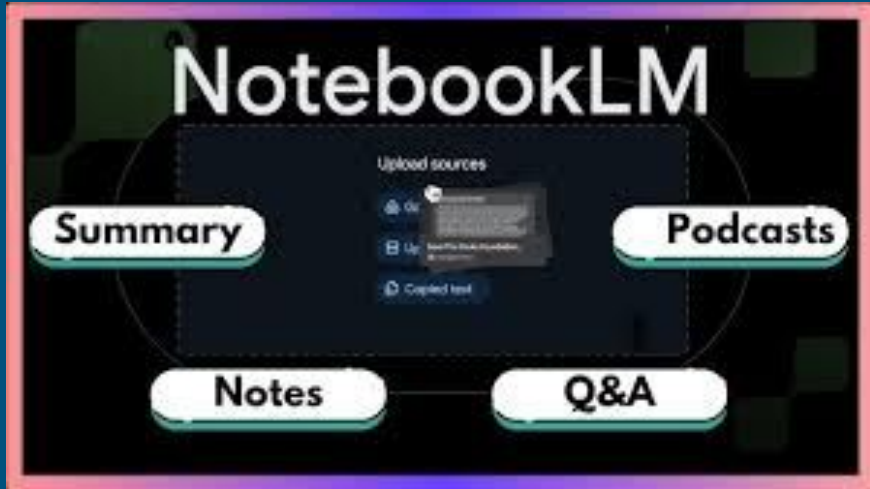 NotebookLM
Upload sources
Summary
Podcasts
Copied text
Notes
Q&A